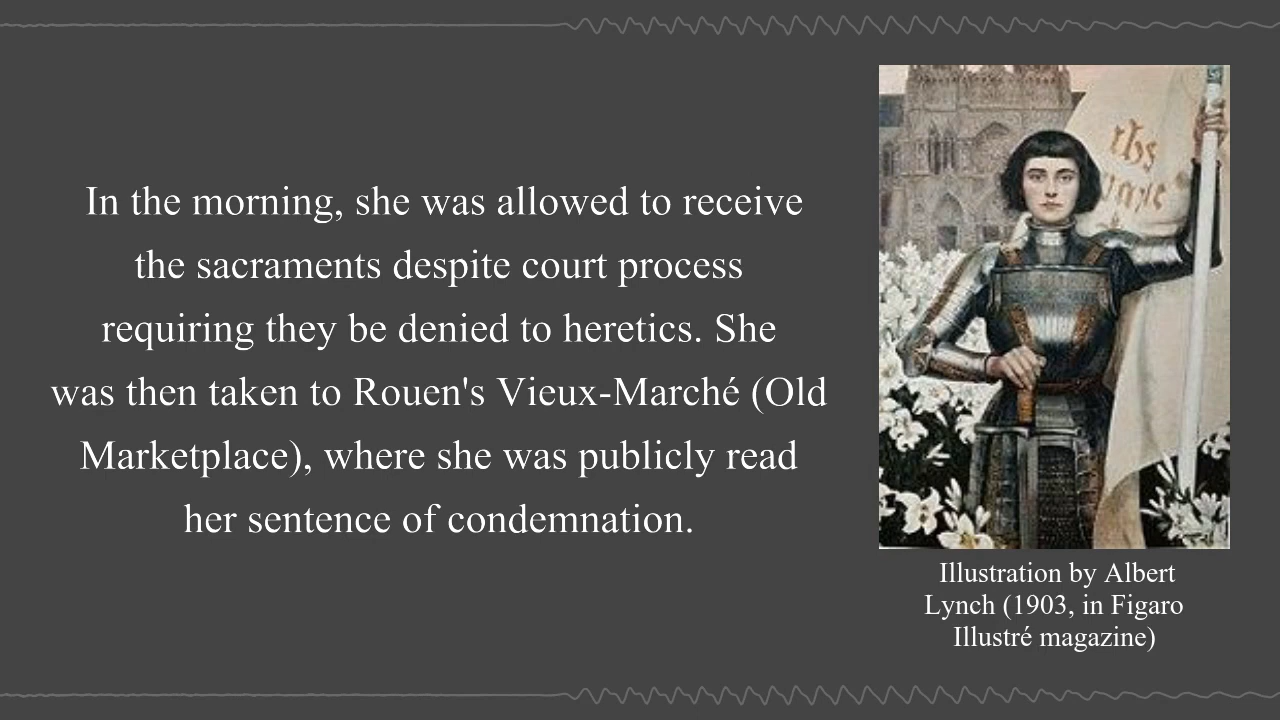 In the morning, she was allowed to receive
the sacraments despite court process
requiring they be denied to heretics. She
was then taken to Rouen's Vieux-Marché (Old
Marketplace), where she was publicly read
her sentence of condemnation.
ihs
Illustration by Albert
Lynch (1903, in Figaro
Illustré magazine)